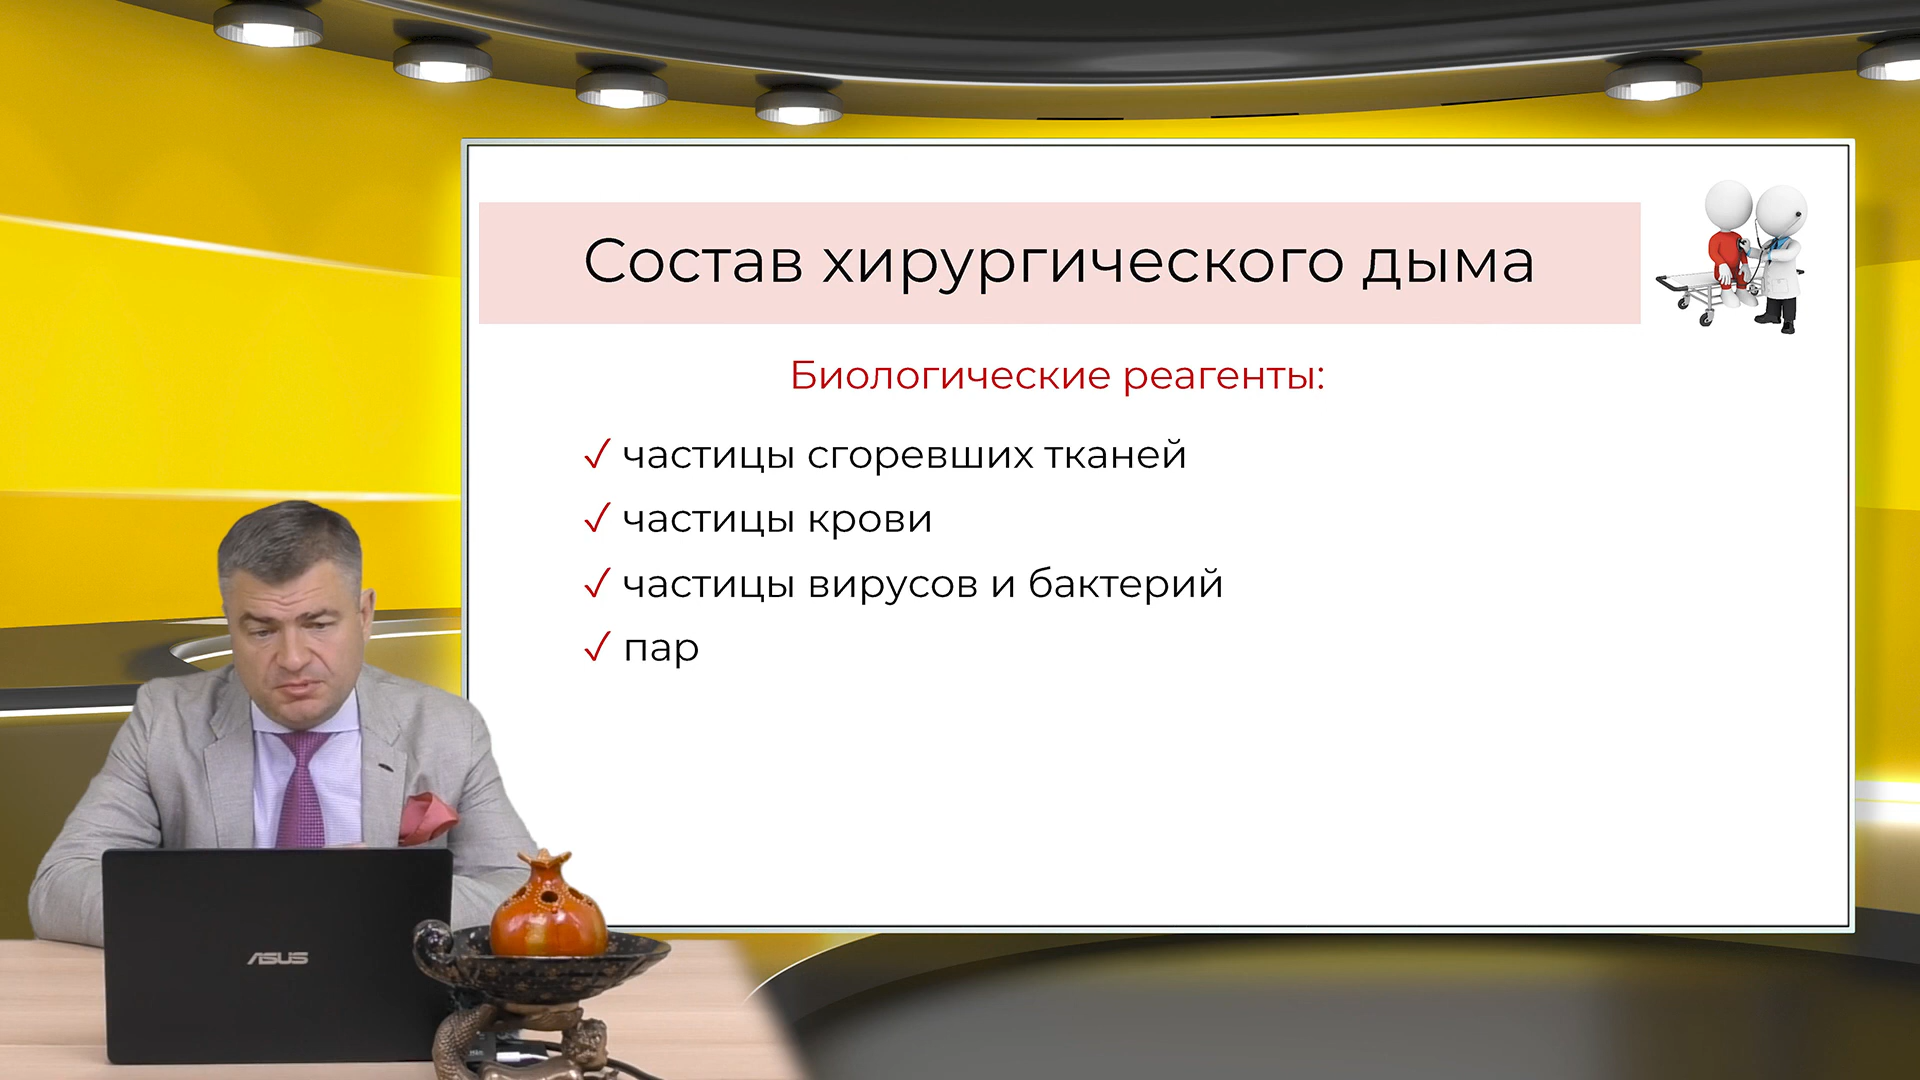 Состав хирургического дыма
Биологические реагенты:
✓ частицы сгоревших тканей
✓ частицы крови
✓ частицы вирусов и бактерий
✓ пар
ASUS